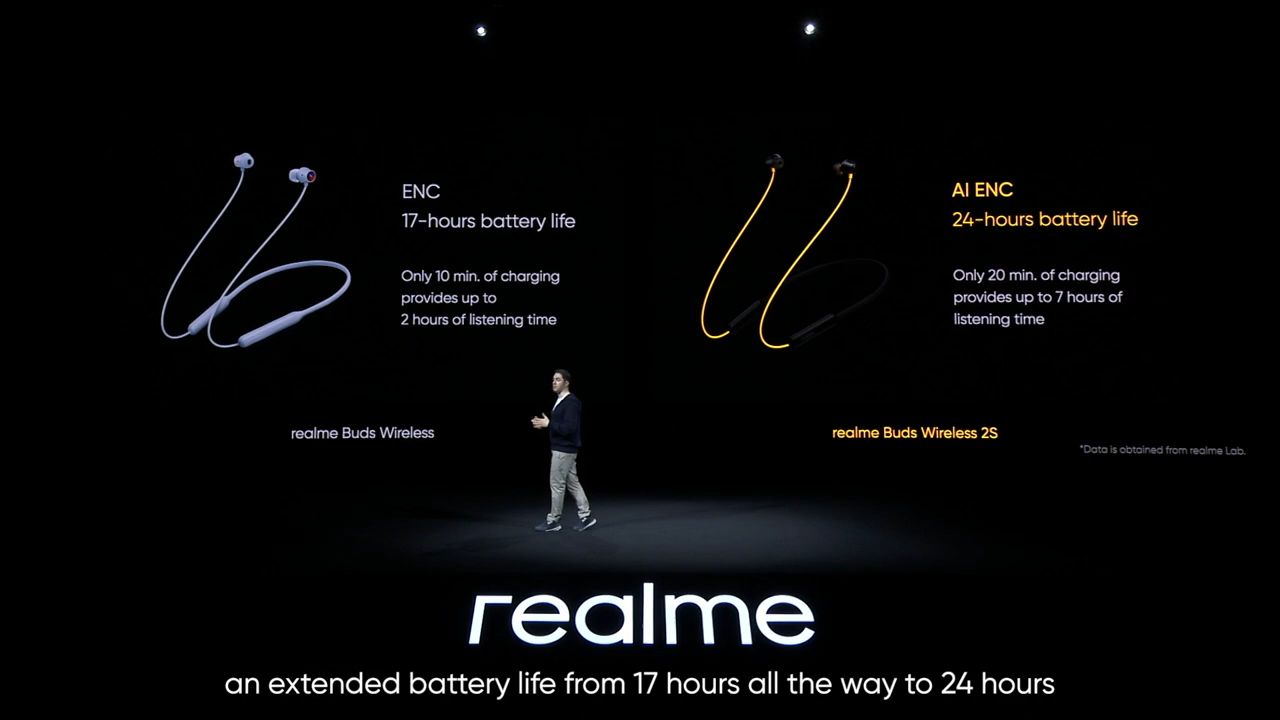 ENC
17-hours battery life
Only 10 min. of charging
provides up to
2 hours of listening time
realme Buds Wireless
AI ENC
24-hours battery life
Only 20 min. of charging
provides up to 7 hours of
listening time
realme Buds Wireless 2S
*Data is obtained from realme Lab.
realme
an extended battery life from 17 hours all the way to 24 hours